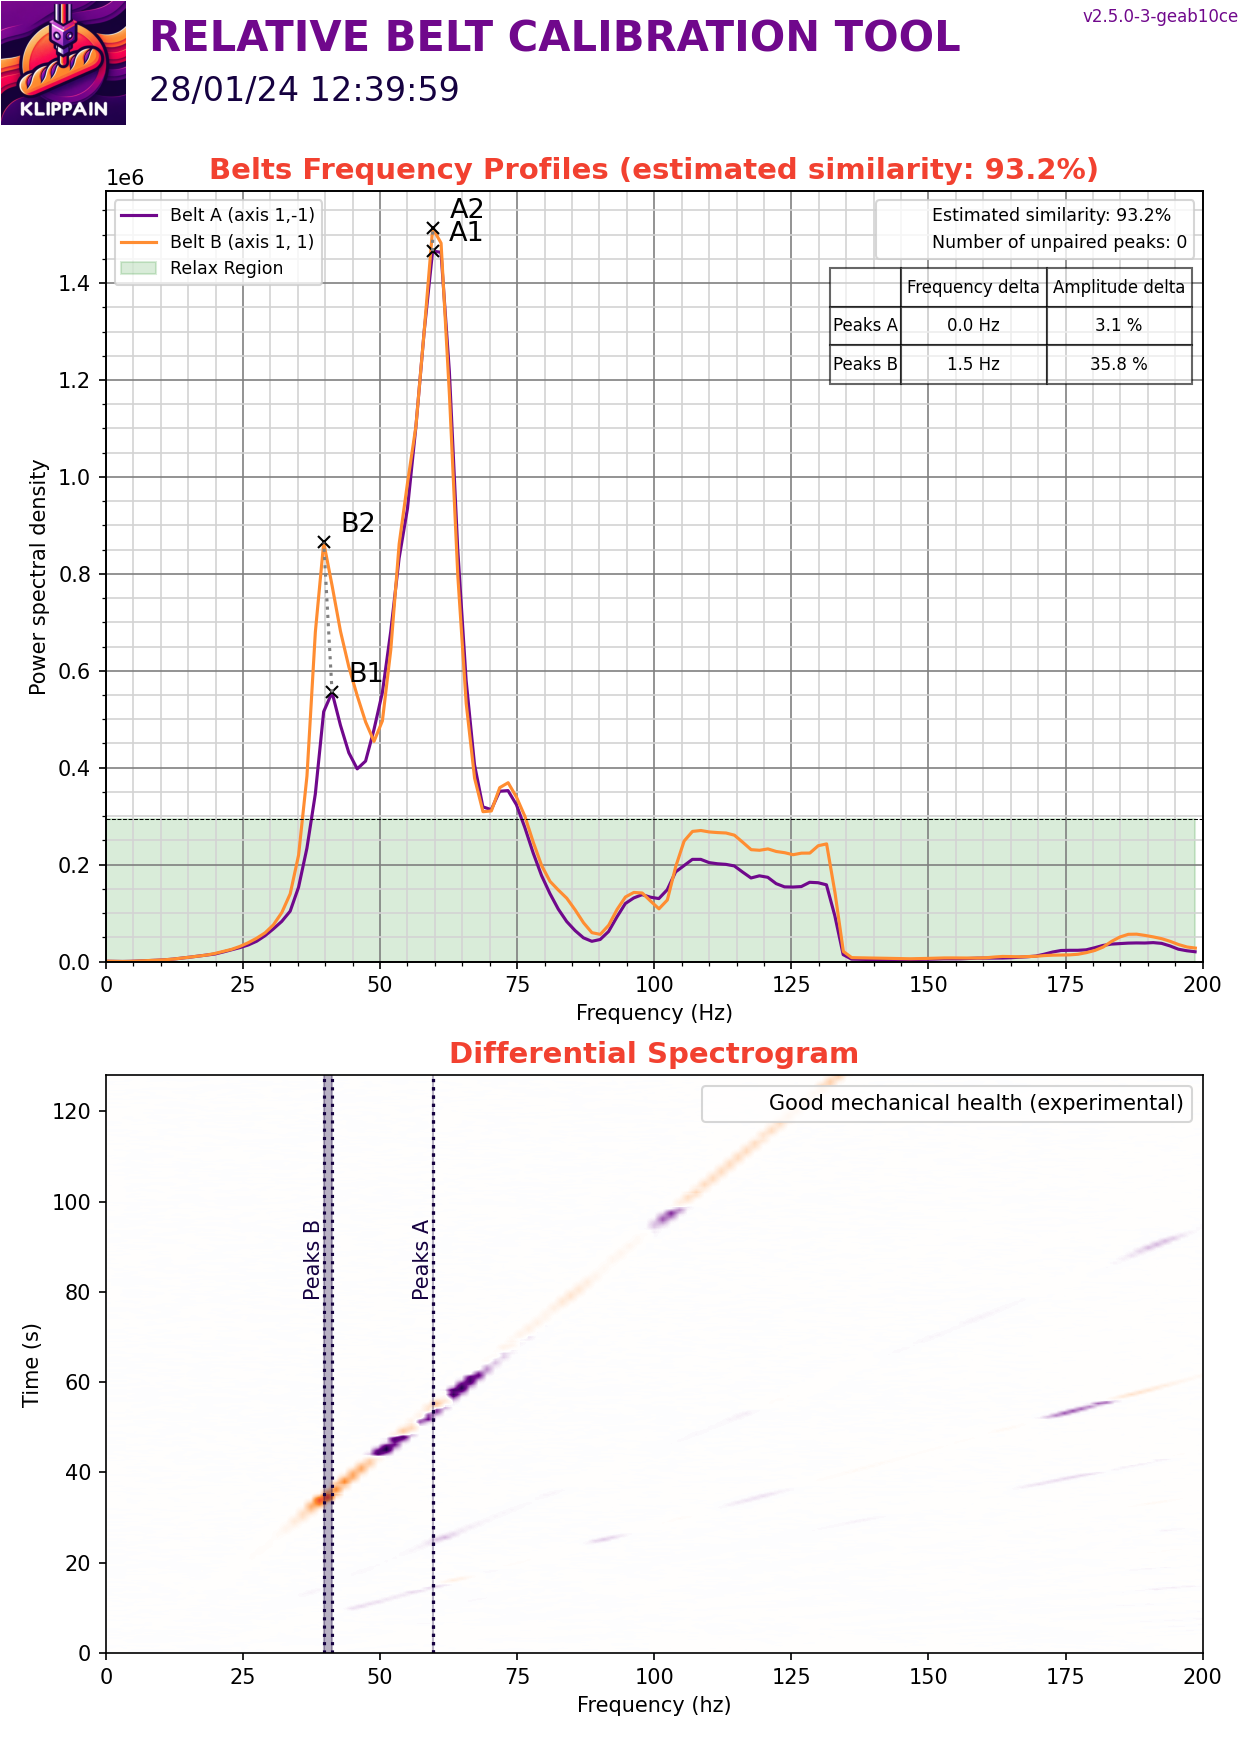 KLIPPAIN
RELATIVE BELT CALIBRATION TOOL
28/01/24 12:39:59
v2.5.0-3-geab10ce
Belts Frequency Profiles (estimated similarity: 93.2%)
1e6
Belt A (axis 1,-1)
Belt B (axis 1, 1)
Relax Region
A2
A1
B2
B1
Estimated similarity: 93.2%
Number of unpaired peaks: 0
Frequency delta Amplitude delta
Peaks A 0.0 Hz 3.1 %
Peaks B 1.5 Hz 35.8 %
Power spectral density
1.4
1.2
1.0
0.8
0.6
0.4
0.2
0.0
0 25 50 75 100 125 150 175 200
Frequency (Hz)
Differential Spectrogram
Good mechanical health (experimental)
Peaks B
Peaks A
Time (s)
120
100
80
60
40
20
0
0 25 50 75 100 125 150 175 200
Frequency (hz)